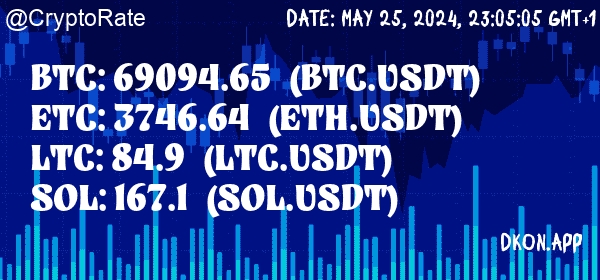 @CryptoRate
DATE: MAY 25, 2024, 23:05:05 GMT+1
BTC: 69094.65 (BTC.USDT)
ETC: 3746.64 (ETH.USDT)
LTC: 84.9 (LTC.USDT)
SOL: 167.1 (SOL.USDT)
DKON.APP